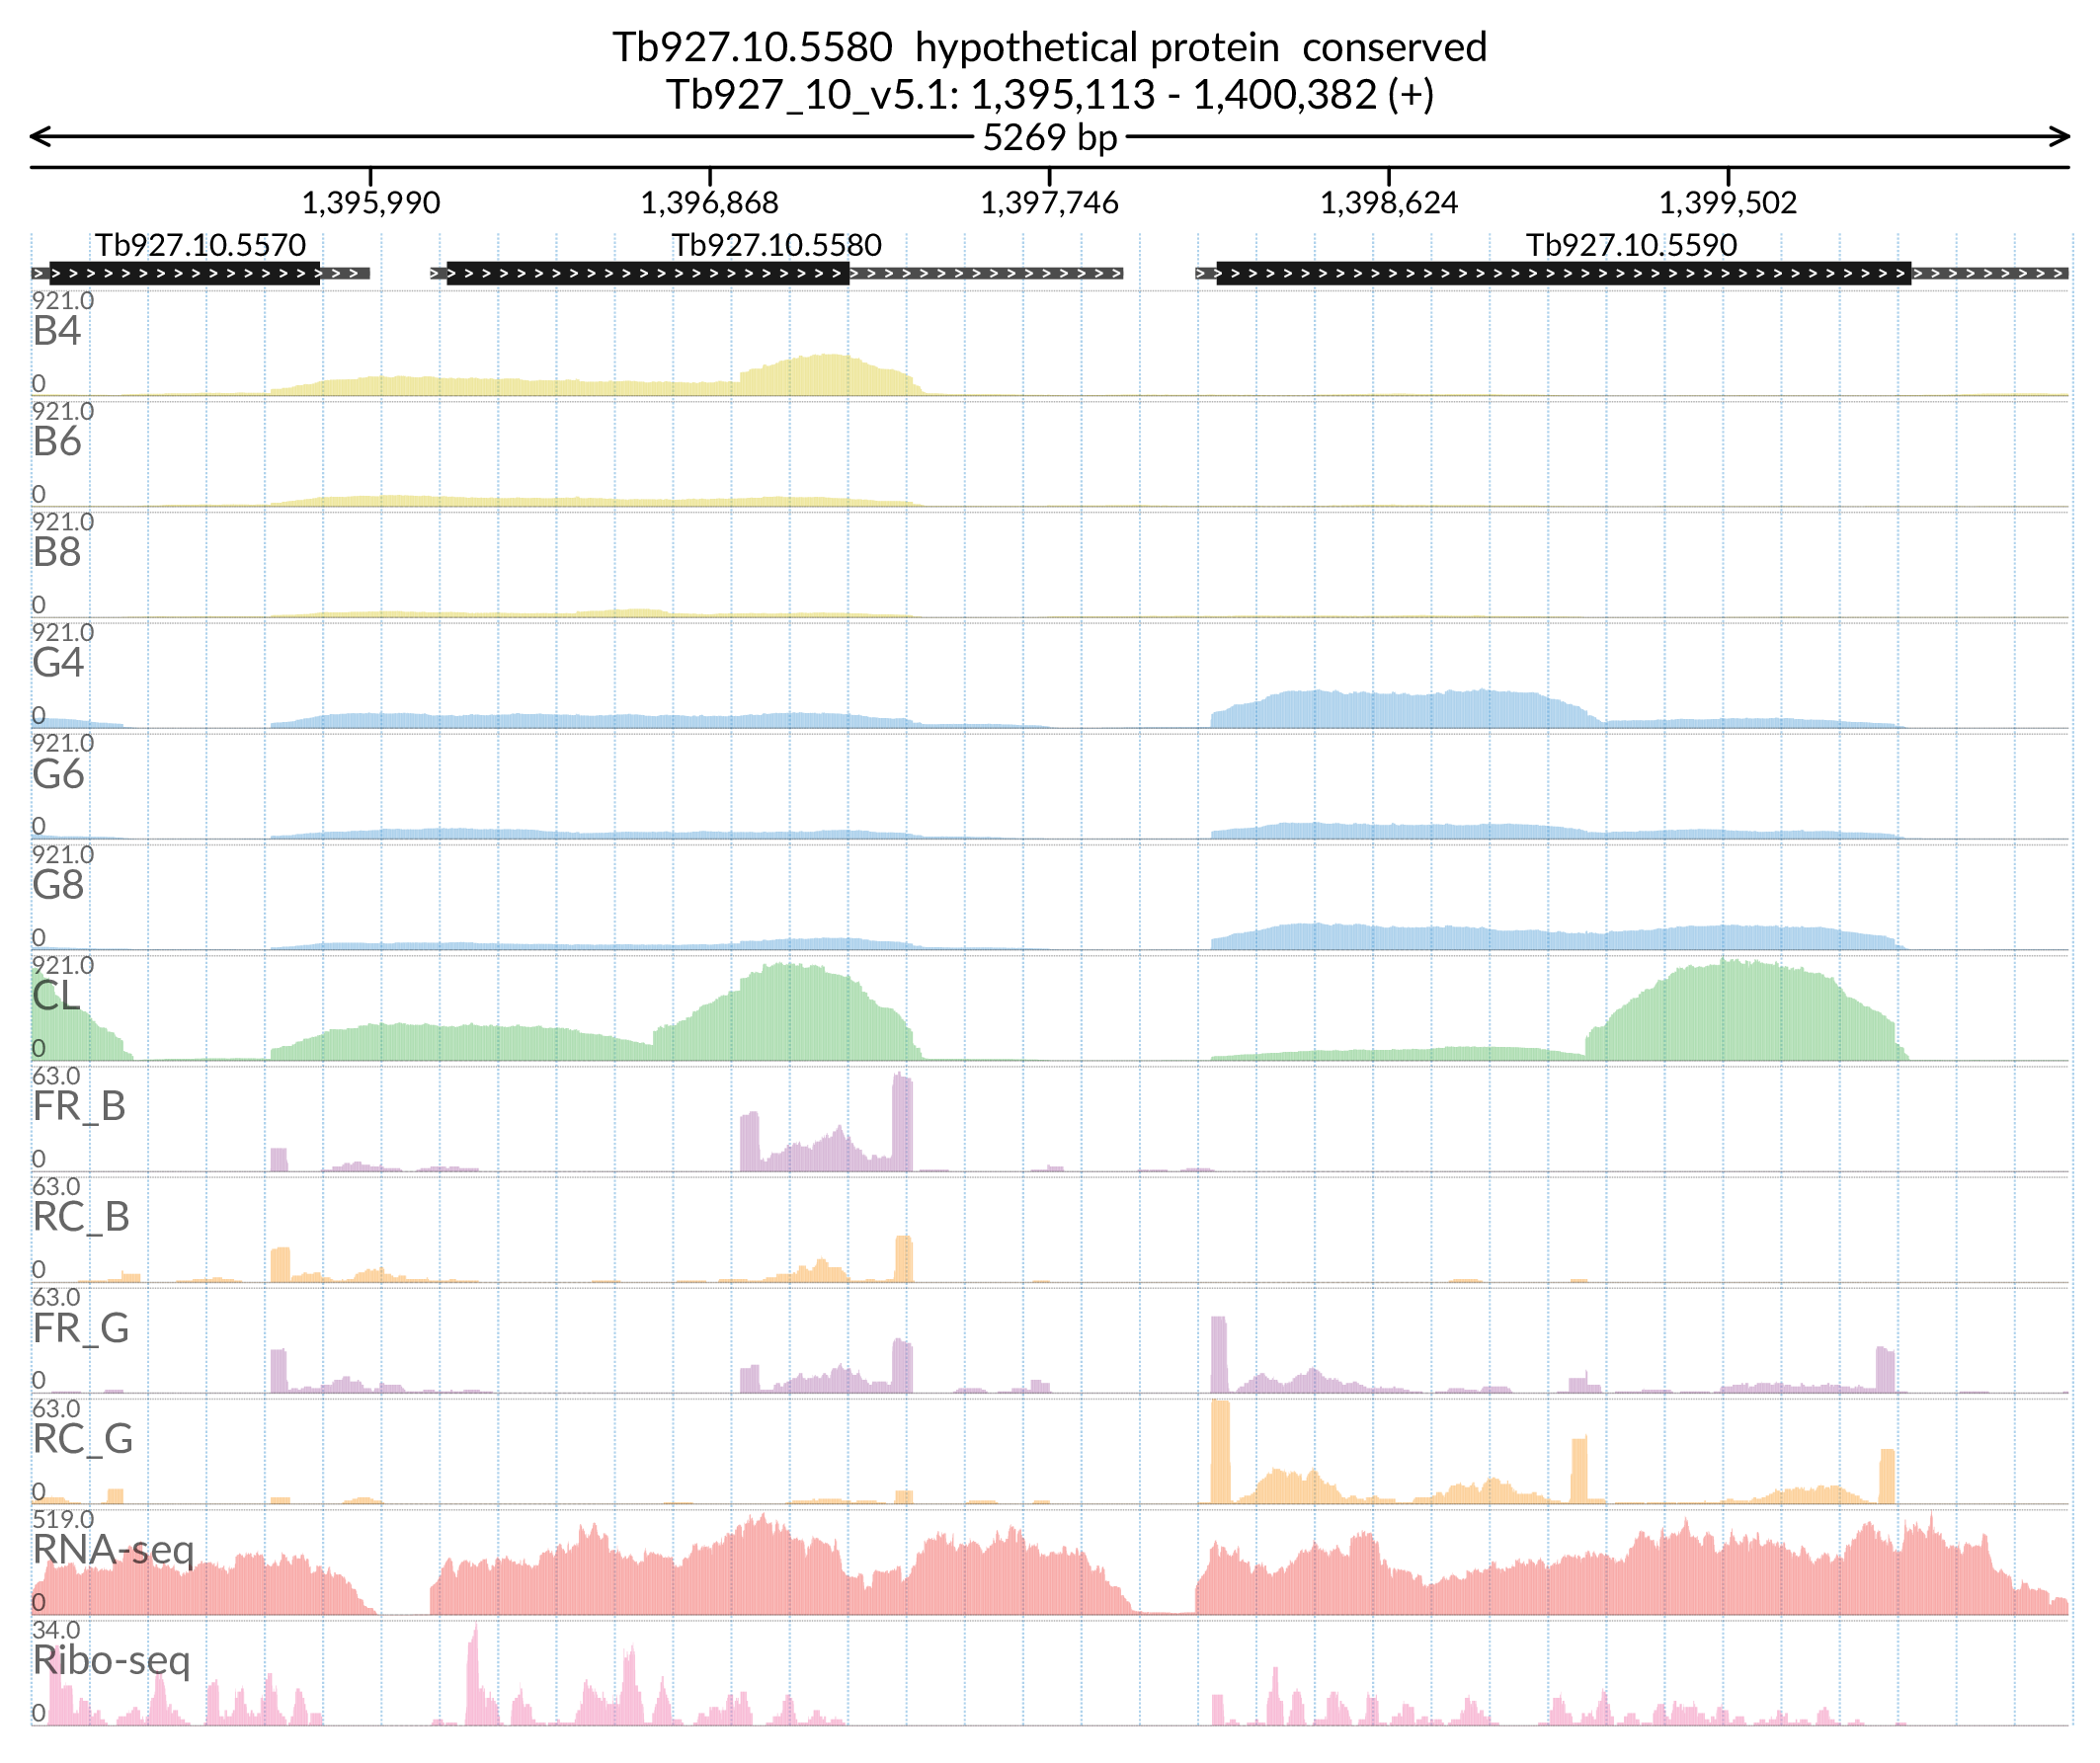 Tb927.10.5580 hypothetical protein conserved
Tb927_10_v5.1: 1,395,113 - 1,400,382 (+)
5269 bp
1,395,990 1,396,868 1,397,746 1,398,624 1,399,502
Tb927.10.5570 Tb927.10.5580 Tb927.10.5590
921.0
B4
0
921.0
B6
0
921.0
B8
0
921.0
G4
0
921.0
G6
0
921.0
G8
0
921.0
CL
0
63.0
FR_B
0
63.0
RC_B
0
63.0
FR_G
0
63.0
RC_G
0
519.0
RNA-seq
0
34.0
Ribo-seq
0